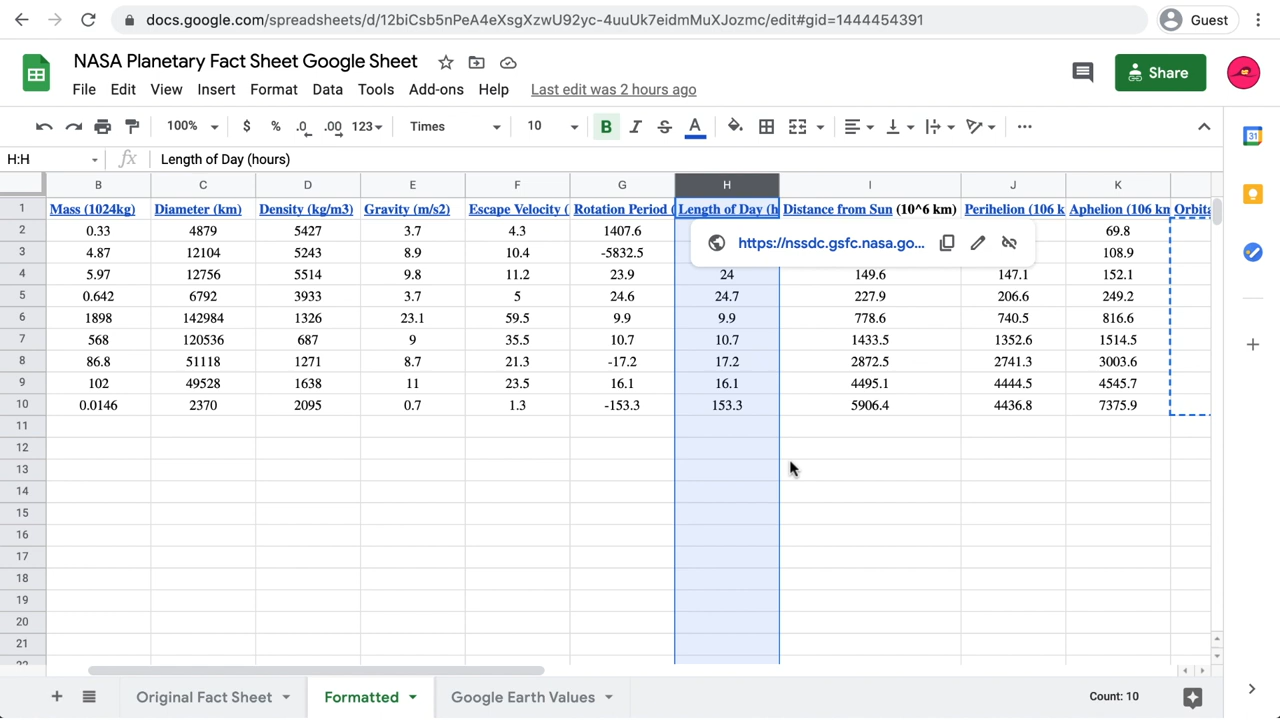 docs.google.com/spreadsheets/d/12biCsb5nPeA4eXsgXzwU92yc-4uuUk7eidmMuXJozmc/edit#gid=1444454391
Guest
NASA Planetary Fact Sheet Google Sheet
File Edit View Insert Format Data Tools Add-ons Help Last edit was 2 hours ago
Share
100% $ % .0 .00 123 Times 10 B I S A
31
H:H fx Length of Day (hours)
B C D E F G H I J K
1 Mass (1024kg) Diameter (km) Density (kg/m3) Gravity (m/s2) Escape Velocity ( Rotation Period ( Length of Day (h Distance from Sun (10^6 km) Perihelion (106 k Aphelion (106 km Orbita
2 0.33 4879 5427 3.7 4.3 1407.6 69.8
3 4.87 12104 5243 8.9 10.4 -5832.5 108.9
https://nssdc.gsfc.nasa.go...
4 5.97 12756 5514 9.8 11.2 23.9 24 149.6 147.1 152.1
5 0.642 6792 3933 3.7 5 24.6 24.7 227.9 206.6 249.2
6 1898 142984 1326 23.1 59.5 9.9 9.9 778.6 740.5 816.6
7 568 120536 687 9 35.5 10.7 10.7 1433.5 1352.6 1514.5
8 86.8 51118 1271 8.7 21.3 -17.2 17.2 2872.5 2741.3 3003.6
9 102 49528 1638 11 23.5 16.1 16.1 4495.1 4444.5 4545.7
10 0.0146 2370 2095 0.7 1.3 -153.3 153.3 5906.4 4436.8 7375.9
11
12
13
14
15
16
17
18
19
20
21
22
Original Fact Sheet Formatted Google Earth Values Count: 10